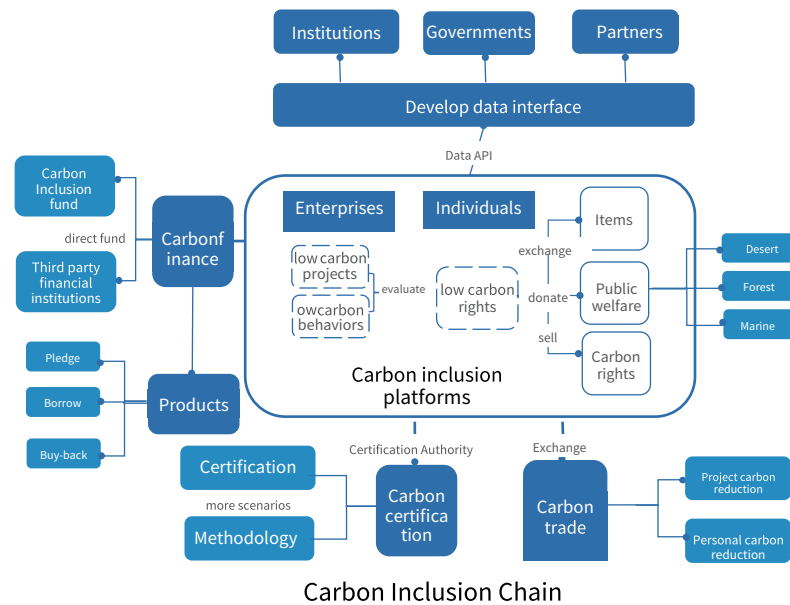 Institutions
Governments
Partners
Develop data interface
Data API
Carbon
Inclusion
fund
direct fund
Third party
financial
institutions
Carbonf
inance
Enterprises
Individuals
low carbon
projects
owcarbon
behaviors
evaluate
low carbon
rights
exchange
donate
sell
Items
Public
welfare
Carbon
rights
Desert
Forest
Marine
Carbon inclusion
platforms
Pledge
Borrow
Buy-back
Products
Certification Authority
Exchange
Certification
more scenarios
Methodology
Carbon
certifica
tion
Carbon
trade
Project carbon
reduction
Personal carbon
reduction
Carbon Inclusion Chain